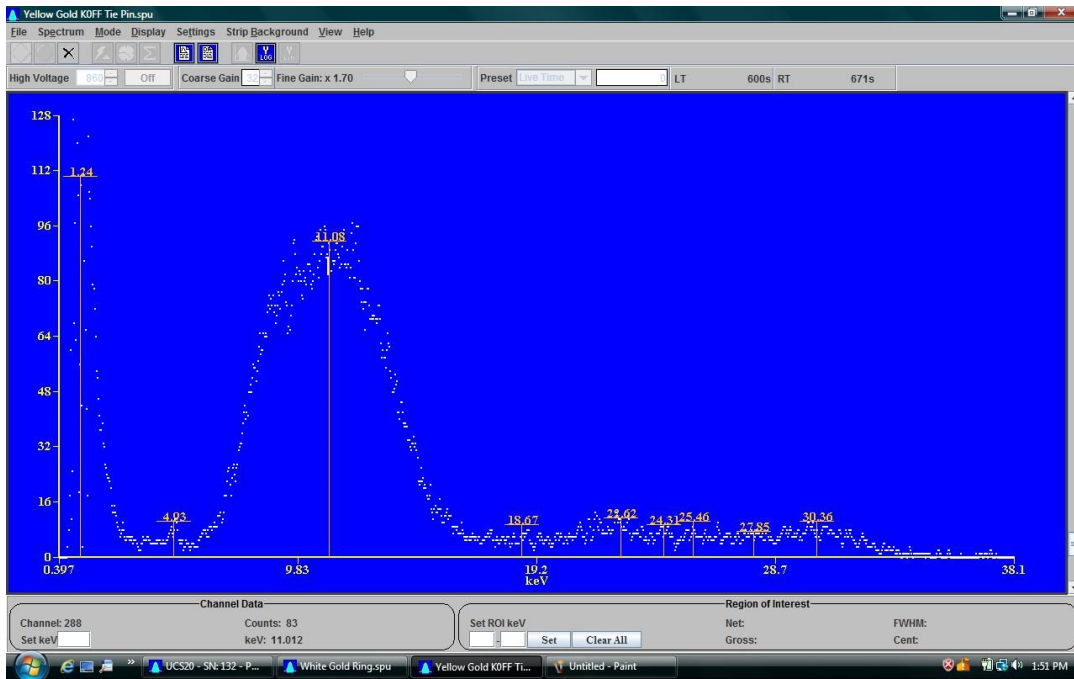 Yellow Gold K0FF Tie Pin.spu
File Spectrum Mode Display Settings Strip Background View Help
Y LOG
High Voltage 860 Off Coarse Gain 32 Fine Gain: x 1.70 Preset Live Time 0 LT 600s RT 671s
128
112
96
80
64
48
32
16
0
1.24
4.93
11.08
18.67
24.31 25.46
27.85
30.36
0.397 9.83 19.2 28.7 38.1
keV
Channel Data
Channel: 288 Counts: 83
Set keV keV: 11.012
Region of Interest
Set ROI keV Net: FWHM:
- Set Clear All Gross: Cent:
UCS20 - SN: 132 - P... White Gold Ring.spu Yellow Gold K0FF Ti... Untitled - Paint 1:51 PM